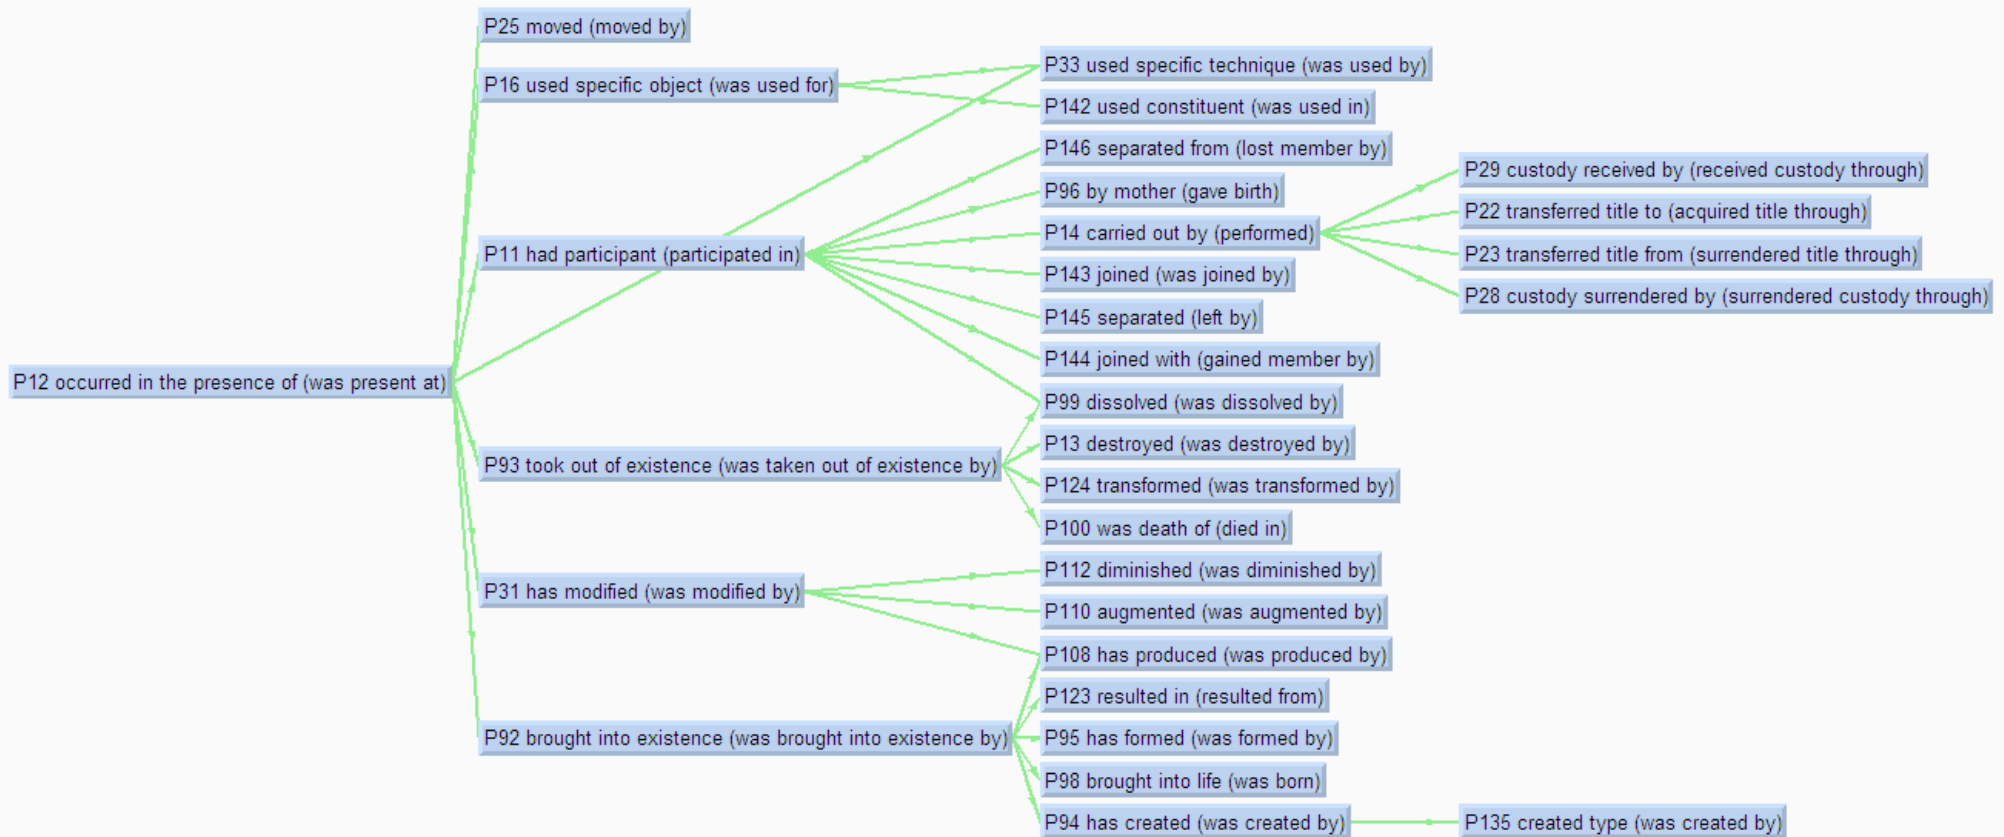 P12 occurred in the presence of (was present at)
P25 moved (moved by)
P16 used specific object (was used for)
P11 had participant (participated in)
P93 took out of existence (was taken out of existence by)
P31 has modified (was modified by)
P92 brought into existence (was brought into existence by)
P33 used specific technique (was used by)
P142 used constituent (was used in)
P146 separated from (lost member by)
P96 by mother (gave birth)
P14 carried out by (performed)
P143 joined (was joined by)
P145 separated (left by)
P144 joined with (gained member by)
P99 dissolved (was dissolved by)
P13 destroyed (was destroyed by)
P124 transformed (was transformed by)
P100 was death of (died in)
P112 diminished (was diminished by)
P110 augmented (was augmented by)
P108 has produced (was produced by)
P123 resulted in (resulted from)
P95 has formed (was formed by)
P98 brought into life (was born)
P94 has created (was created by)
P29 custody received by (received custody through)
P22 transferred title to (acquired title through)
P23 transferred title from (surrendered title through)
P28 custody surrendered by (surrendered custody through)
P135 created type (was created by)